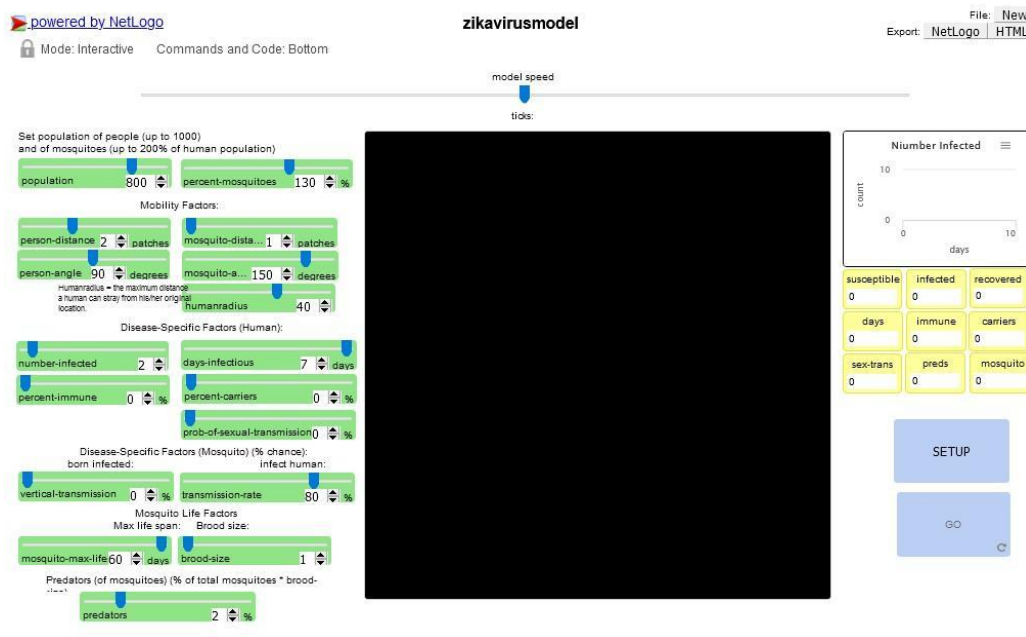 powered by NetLogo
zikavirusmodel
File: New
Export: NetLogo HTML
Mode: Interactive Commands and Code: Bottom
model speed
ticks:
Set population of people (up to 1000)
and of mosquitoes (up to 200% of human population)
population 800
percent-mosquitoes 130 %
Mobility Factors:
person-distance 2 patches
mosquito-dista... 1 patches
person-angle 90 degrees
mosquito-a... 150 degrees
Humanradius = the maximum distance
a human can stray from his/her original
location.
humanradius 40
Disease-Specific Factors (Human):
number-infected 2
days-infectious 7 days
percent-immune 0 %
percent-carriers 0 %
prob-of-sexual-transmission 0 %
Disease-Specific Factors (Mosquito) (% chance):
born infected: infect human:
vertical-transmission 0 %
transmission-rate 80 %
Mosquito Life Factors
Max life span: Brood size:
mosquito-max-life 60 days
brood-size 1
Predators (of mosquitoes) (% of total mosquitoes * brood-
predators 2 %
Niumber Infected
10
count
0
0 10
days
susceptible infected recovered
0 0 0
days immune carriers
0 0 0
sex-trans preds mosquito
0 0 0
SETUP
GO